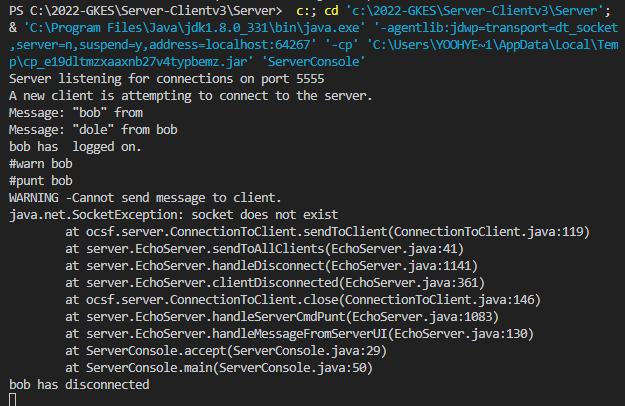 PS C:\2022-GKES\Server-Clientv3\Server>  c:; cd 'c:\2022-GKES\Server-Clientv3\Server';
& 'C:\Program Files\Java\jdk1.8.0_331\bin\java.exe' '-agentlib:jdwp=transport=dt_socket
,server=n,suspend=y,address=localhost:64267' '-cp' 'C:\Users\YOOHYE~1\AppData\Local\Tem
p\cp_e19dltmzxaaxnb27v4typbemz.jar' 'ServerConsole'
Server listening for connections on port 5555
A new client is attempting to connect to the server.
Message: "bob" from
Message: "dole" from bob
bob has  logged on.
#warn bob
#punt bob
WARNING -Cannot send message to client.
java.net.SocketException: socket does not exist
        at ocsf.server.ConnectionToClient.sendToClient(ConnectionToClient.java:119)
        at server.EchoServer.sendToAllClients(EchoServer.java:41)
        at server.EchoServer.handleDisconnect(EchoServer.java:1141)
        at server.EchoServer.clientDisconnected(EchoServer.java:361)
        at ocsf.server.ConnectionToClient.close(ConnectionToClient.java:146)
        at server.EchoServer.handleServerCmdPunt(EchoServer.java:1083)
        at server.EchoServer.handleMessageFromServerUI(EchoServer.java:130)
        at ServerConsole.accept(ServerConsole.java:29)
        at ServerConsole.main(ServerConsole.java:50)
bob has disconnected